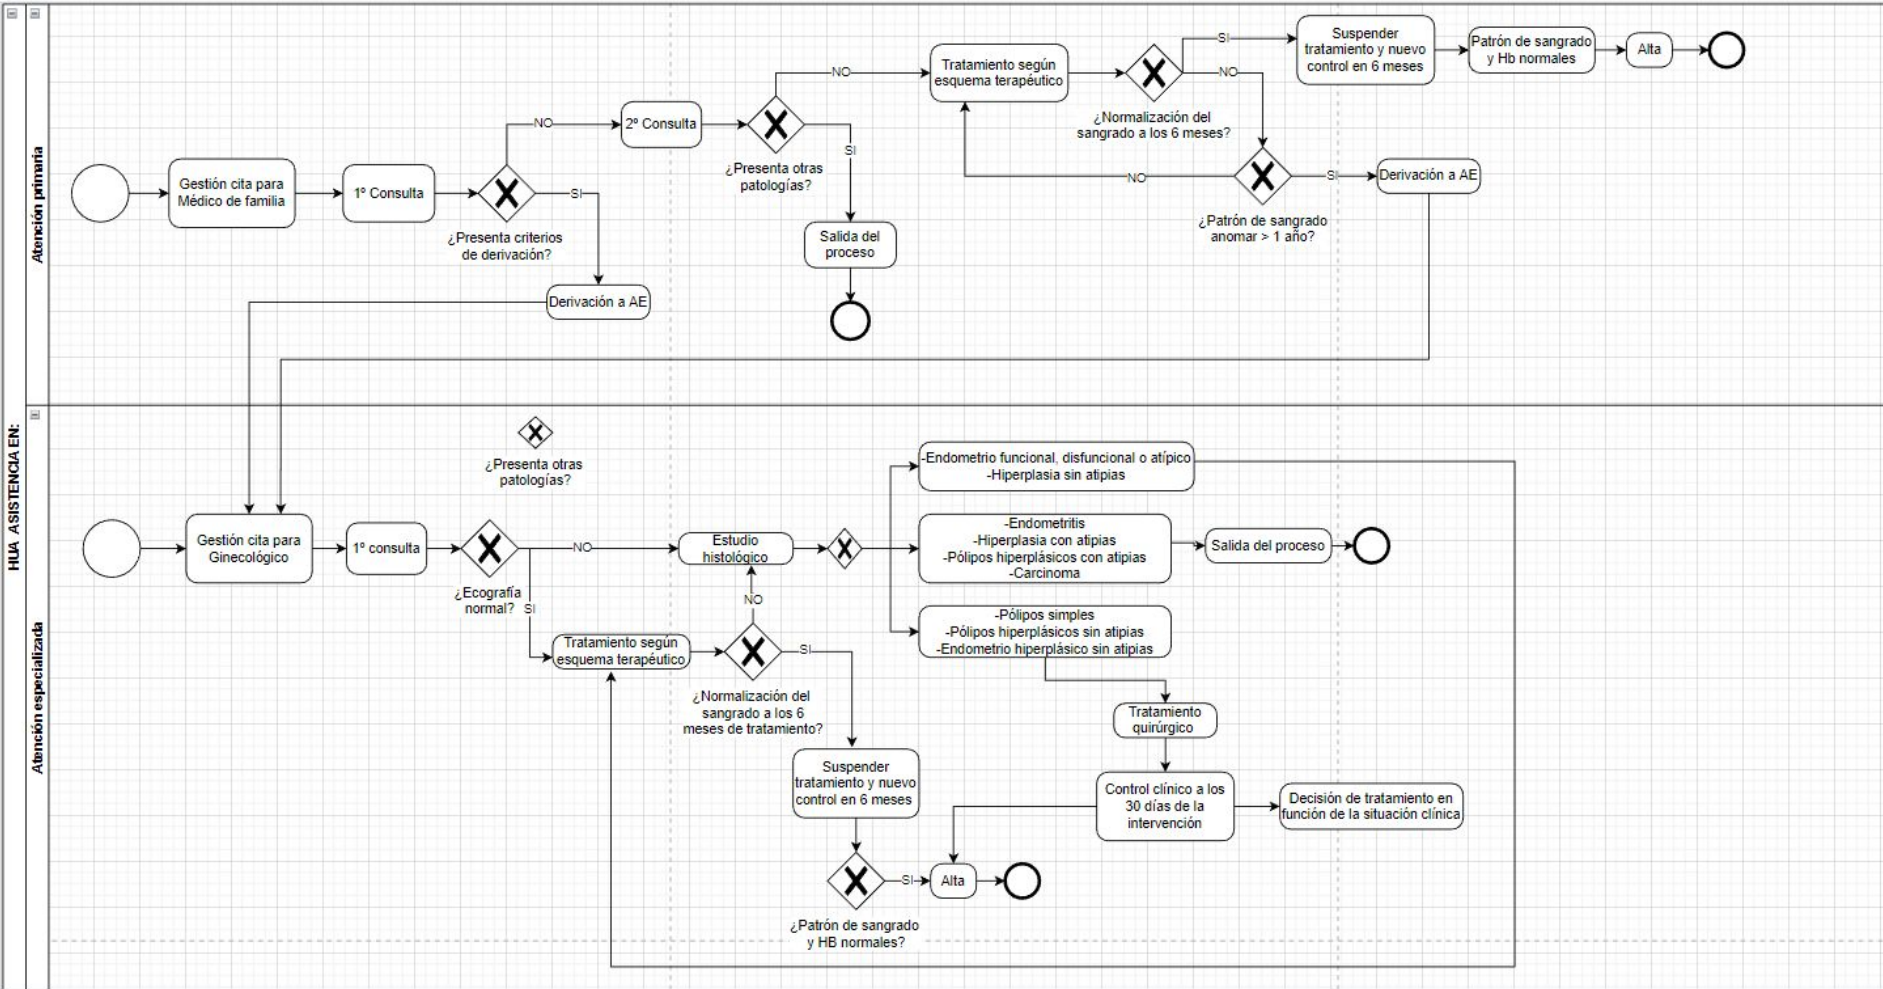 HUA ASISTENCIA EN:
Atención primaria
Gestión cita para
Médico de familia
1º Consulta
¿Presenta criterios
de derivación?
NO
SI
Derivación a AE
2º Consulta
¿Presenta otras
patologías?
NO
SI
Salida del
proceso
Tratamiento según
esquema terapéutico
¿Normalización del
sangrado a los 6 meses?
SI
NO
Suspender
tratamiento y nuevo
control en 6 meses
Patrón de sangrado
y Hb normales
Alta
¿Patrón de sangrado
anomar > 1 año?
NO
SI
Derivación a AE
Atención especializada
¿Presenta otras
patologías?
Gestión cita para
Ginecológico
1º consulta
¿Ecografía
normal?
NO
SI
Estudio
histológico
Tratamiento según
esquema terapéutico
¿Normalización del
sangrado a los 6
meses de tratamiento?
NO
SI
Suspender
tratamiento y nuevo
control en 6 meses
¿Patrón de sangrado
y HB normales?
SI
Alta
-Endometrio funcional, disfuncional o atípico
-Hiperplasia sin atipias
-Endometritis
-Hiperplasia con atipias
-Pólipos hiperplásicos con atipias
-Carcinoma
Salida del proceso
-Pólipos simples
-Pólipos hiperplásicos sin atipias
-Endometrio hiperplásico sin atipias
Tratamiento
quirúrgico
Control clínico a los
30 días de la
intervención
Decisión de tratamiento en
función de la situación clínica